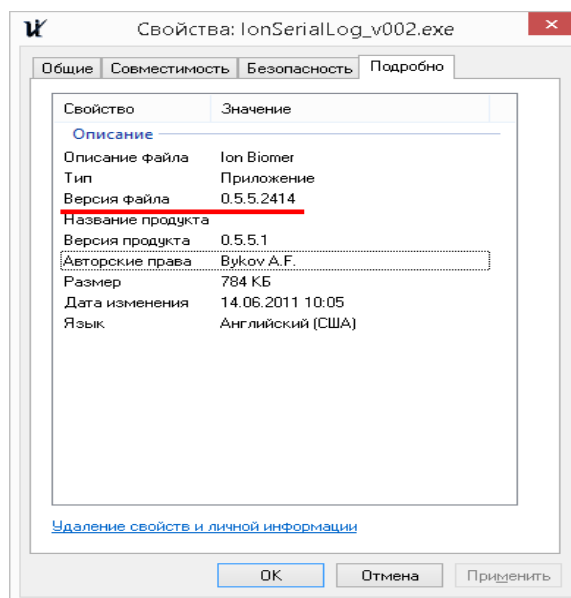 Свойства: IonSerialLog_v002.exe
Общие Совместимость Безопасность Подробно
Свойство Значение
Описание
Описание файла Ion Biomer
Тип Приложение
Версия файла 0.5.5.2414
Название продукта
Версия продукта 0.5.5.1
Авторские права Bykov A.F.
Размер 784 КБ
Дата изменения 14.06.2011 10:05
Язык Английский (США)
Удаление свойств и личной информации
OK Отмена Применить